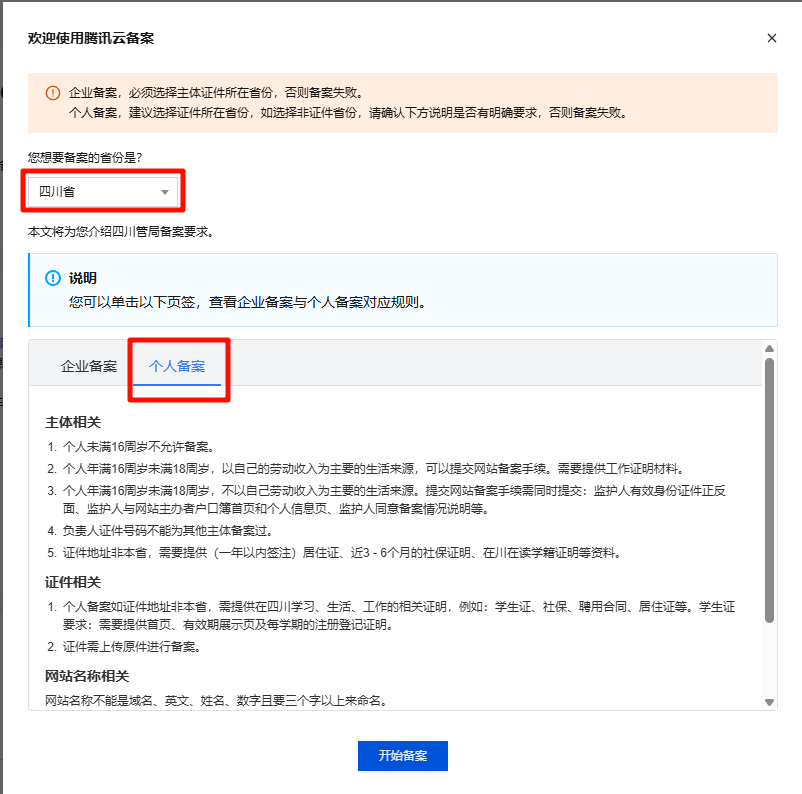 欢迎使用腾讯云备案
企业备案，必须选择主体证件所在省份，否则备案失败。
个人备案，建议选择证件所在省份，如选择非证件省份，请确认下方说明是否有明确要求，否则备案失败。
您想要备案的省份是?
四川省
本文将为您介绍四川管局备案要求。
说明
您可以单击以下页签，查看企业备案与个人备案对应规则。
企业备案 个人备案
主体相关
1. 个人未满16周岁不允许备案。
2. 个人年满16周岁未满18周岁，以自己的劳动收入为主要的生活来源，可以提交网站备案手续。需要提供工作证明材料。
3. 个人年满16周岁未满18周岁，不以自己劳动收入为主要的生活来源。提交网站备案手续需同时提交：监护人有效身份证件正反
面、监护人与网站主办者户口簿首页和个人信息页、监护人同意备案情况说明等。
4. 负责人证件号码不能为其他主体备案过。
5. 证件地址非本省，需要提供（一年以内签注）居住证、近3 - 6个月的社保证明、在川在读学籍证明等资料。
证件相关
1. 个人备案如证件地址非本省，需提供在四川学习、生活、工作的相关证明，例如：学生证、社保、聘用合同、居住证等。学生证
要求：需要提供首页、有效期展示页及每学期的注册登记证明。
2. 证件需上传原件进行备案。
网站名称相关
网站名称不能是域名、英文、姓名、数字且要三个字以上来命名。
开始备案